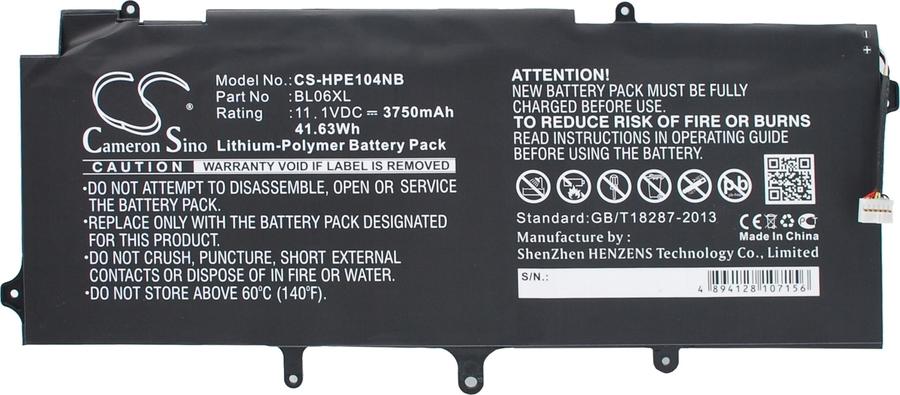 Cameron Sino
Model No.: CS-HPE104NB
Part No : BL06XL
Rating : 11.1VDC ⎓ 3750mAh
41.63Wh
Lithium-Polymer Battery Pack
CAUTION WARRANTY VOID IF LABEL IS REMOVED
•DO NOT ATTEMPT TO DISASSEMBLE, OPEN OR SERVICE
THE BATTERY PACK.
•REPLACE ONLY WITH THE BATTERY PACK DESIGNATED
FOR THIS PRODUCT.
•DO NOT CRUSH, PUNCTURE, SHORT EXTERNAL
CONTACTS OR DISPOSE OF IN FIRE OR WATER.
•DO NOT STORE ABOVE 60°C (140°F).
ATTENTION!
NEW BATTERY PACK MUST BE FULLY
CHARGED BEFORE USE.
TO REDUCE RISK OF FIRE OR BURNS
READ INSTRUCTIONS IN OPERATING GUIDE
BEFORE USING THE BATTERY.
Pb
Standard:GB/T18287-2013
CE
Made In China
Manufacture by :
ShenZhen HENZENS Technology Co., Limited
S/N.:
4 894128 107156
- +